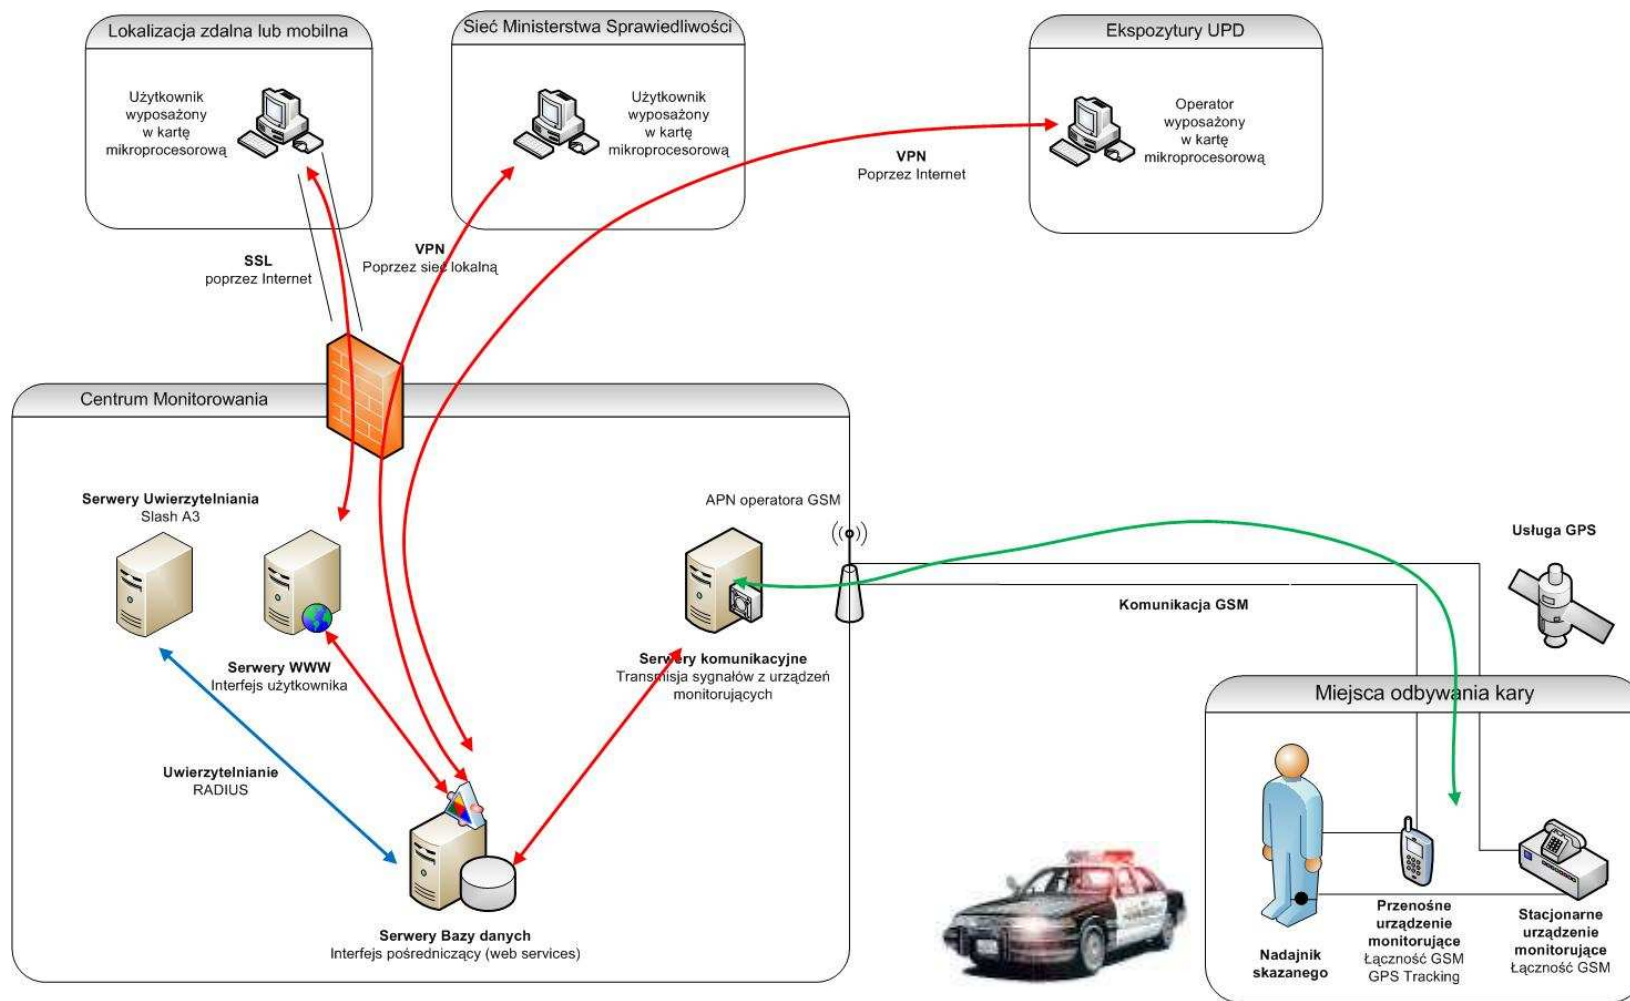 Lokalizacja zdalna lub mobilna
Użytkownik
wyposażony
w kartę
mikroprocesorową
Sieć Ministerstwa Sprawiedliwości
Użytkownik
wyposażony
w kartę
mikroprocesorową
Ekspozytury UPD
Operator
wyposażony
w kartę
mikroprocesorową
VPN
Poprzez Internet
SSL
poprzez Internet
VPN
Poprzez sieć lokalną
Centrum Monitorowania
Serwery Uwierzytelniania
Slash A3
APN operatora GSM
Serwery WWW
Interfejs użytkownika
Serwery komunikacyjne
Transmisja sygnałów z urządzeń
monitorujących
Uwierzytelnianie
RADIUS
Serwery Bazy danych
Interfejs pośredniczący (web services)
Komunikacja GSM
Usługa GPS
Miejsca odbywania kary
Nadajnik
skazanego
Przenośne
urządzenie
monitorujące
Łączność GSM
GPS Tracking
Stacjonarne
urządzenie
monitorujące
Łączność GSM